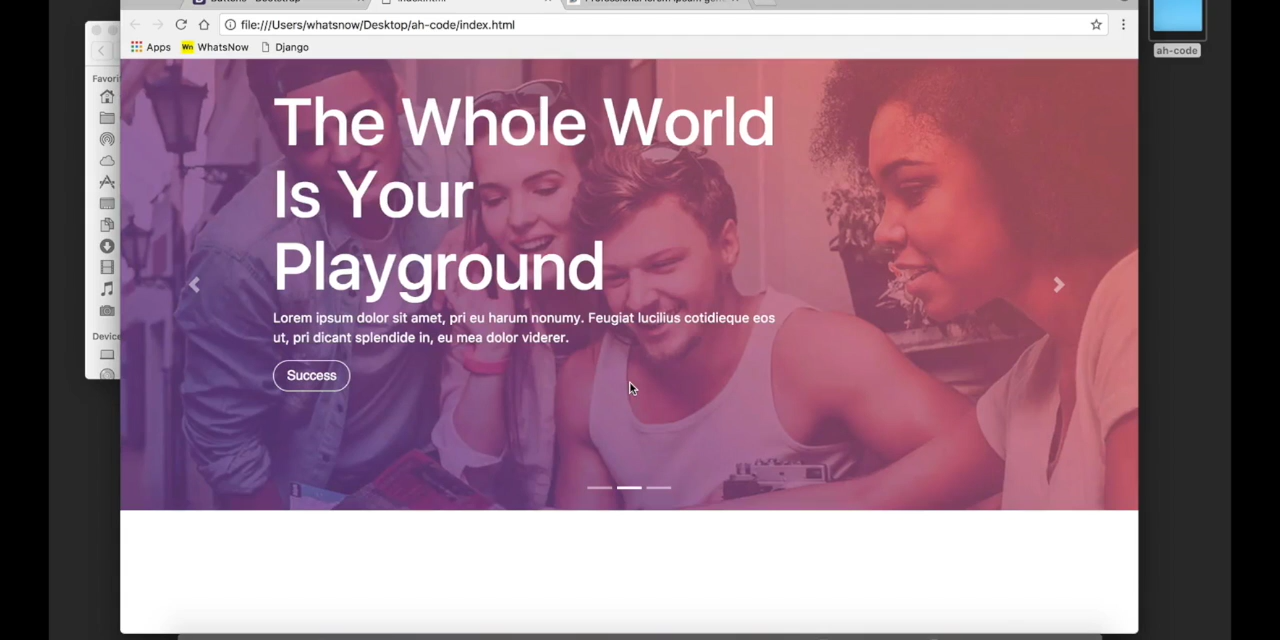 file:///Users/whatsnow/Desktop/ah-code/index.html
Apps
Wn WhatsNow
Django
ah-code
The Whole World
Is Your
Playground
Lorem ipsum dolor sit amet, pri eu harum nonumy. Feugiat lucilius cotidieque eos
ut, pri dicant splendide in, eu mea dolor viderer.
Success